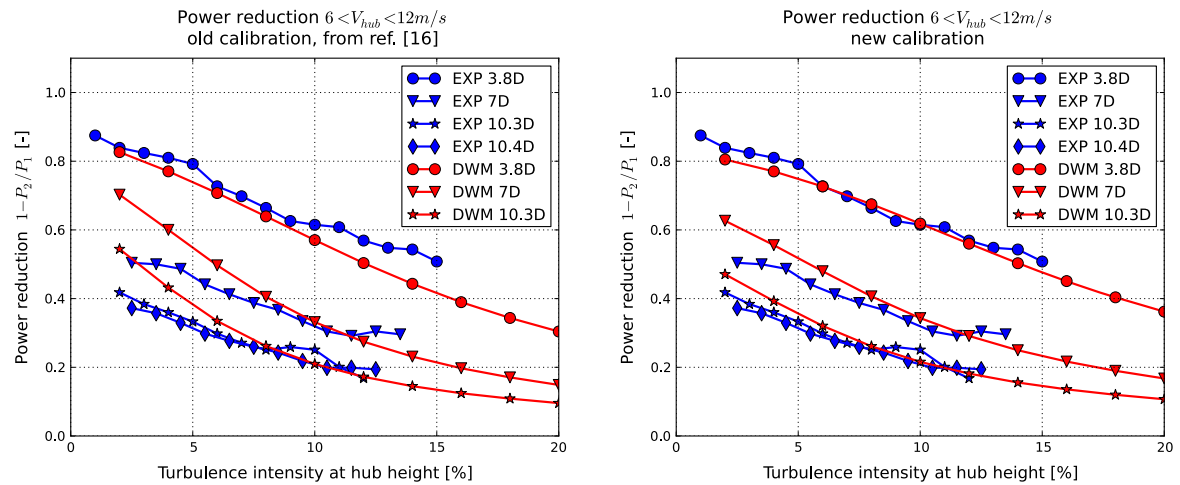 Power reduction 6 < V_hub < 12m/s
old calibration, from ref. [16]
Power reduction 1−P_2/P_1 [-]
1.0
0.8
0.6
0.4
0.2
0.0
EXP 3.8D
EXP 7D
EXP 10.3D
EXP 10.4D
DWM 3.8D
DWM 7D
DWM 10.3D
0 5 10 15 20
Turbulence intensity at hub height [%]
Power reduction 6 < V_hub < 12m/s
new calibration
Power reduction 1−P_2/P_1 [-]
1.0
0.8
0.6
0.4
0.2
0.0
EXP 3.8D
EXP 7D
EXP 10.3D
EXP 10.4D
DWM 3.8D
DWM 7D
DWM 10.3D
0 5 10 15 20
Turbulence intensity at hub height [%]